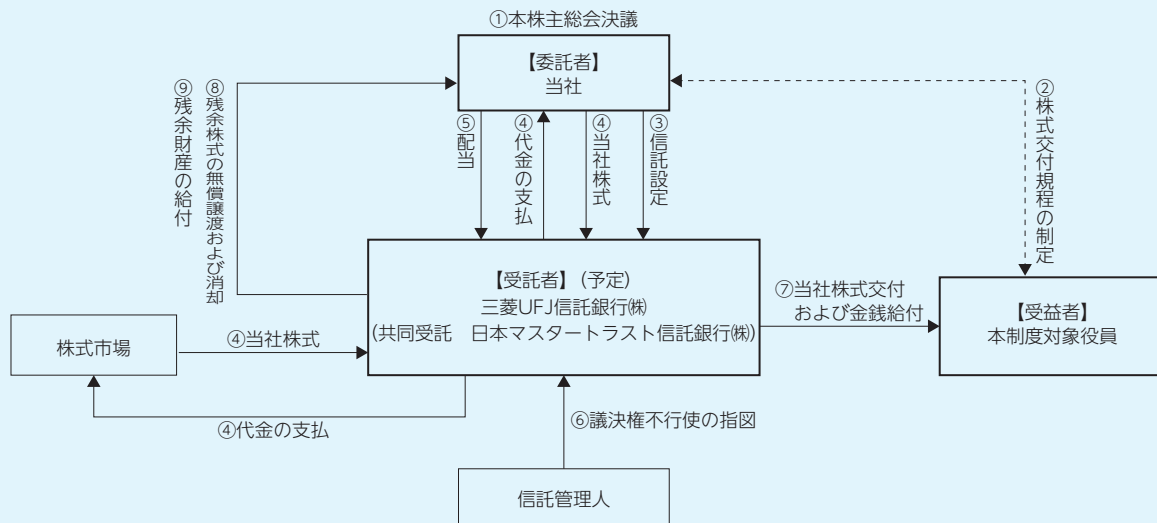 ①本株主総会決議
【委託者】
当社
⑨残余財産の給付
⑧残余株式の無償譲渡および消却
⑤配当
④代金の支払
④当社株式
③信託設定
②株式交付規程の制定
【受託者】(予定)
三菱UFJ信託銀行㈱
(共同受託　日本マスタートラスト信託銀行㈱)
⑦当社株式交付
および金銭給付
【受益者】
本制度対象役員
株式市場
④当社株式
④代金の支払
⑥議決権不行使の指図
信託管理人